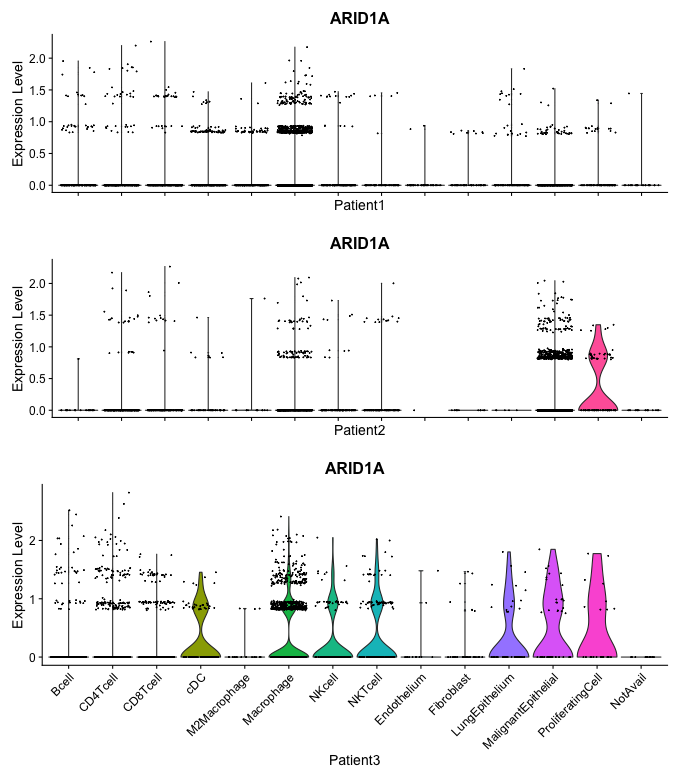 ARID1A
Expression Level
2.0
1.5
1.0
0.5
0.0
Patient1
ARID1A
Expression Level
2.0
1.5
1.0
0.5
0.0
Patient2
ARID1A
Expression Level
2
1
0
Bcell
CD4Tcell
CD8Tcell
cDC
M2Macrophage
Macrophage
NKcell
NKTcell
Endothelium
Fibroblast
LungEpithelium
MalignantEpithelial
ProliferatingCell
NotAvail
Patient3